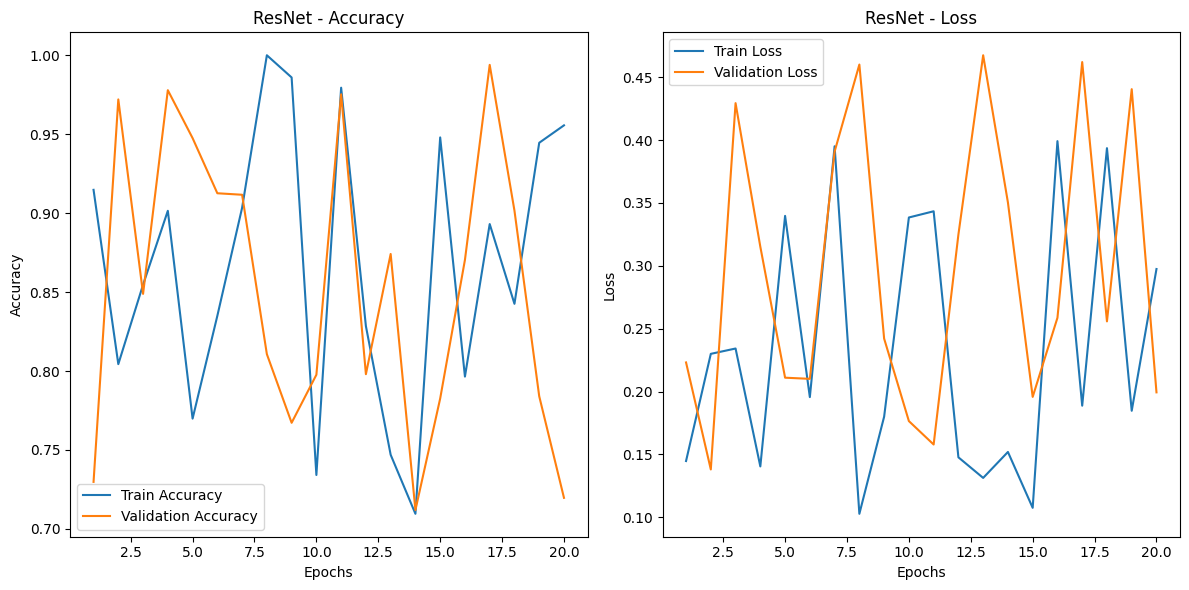 ResNet - Accuracy
1.00
0.95
0.90
0.85
0.80
0.75
0.70
Accuracy
Train Accuracy
Validation Accuracy
2.5 5.0 7.5 10.0 12.5 15.0 17.5 20.0
Epochs
ResNet - Loss
Train Loss
Validation Loss
0.45
0.40
0.35
0.30
0.25
0.20
0.15
0.10
Loss
2.5 5.0 7.5 10.0 12.5 15.0 17.5 20.0
Epochs